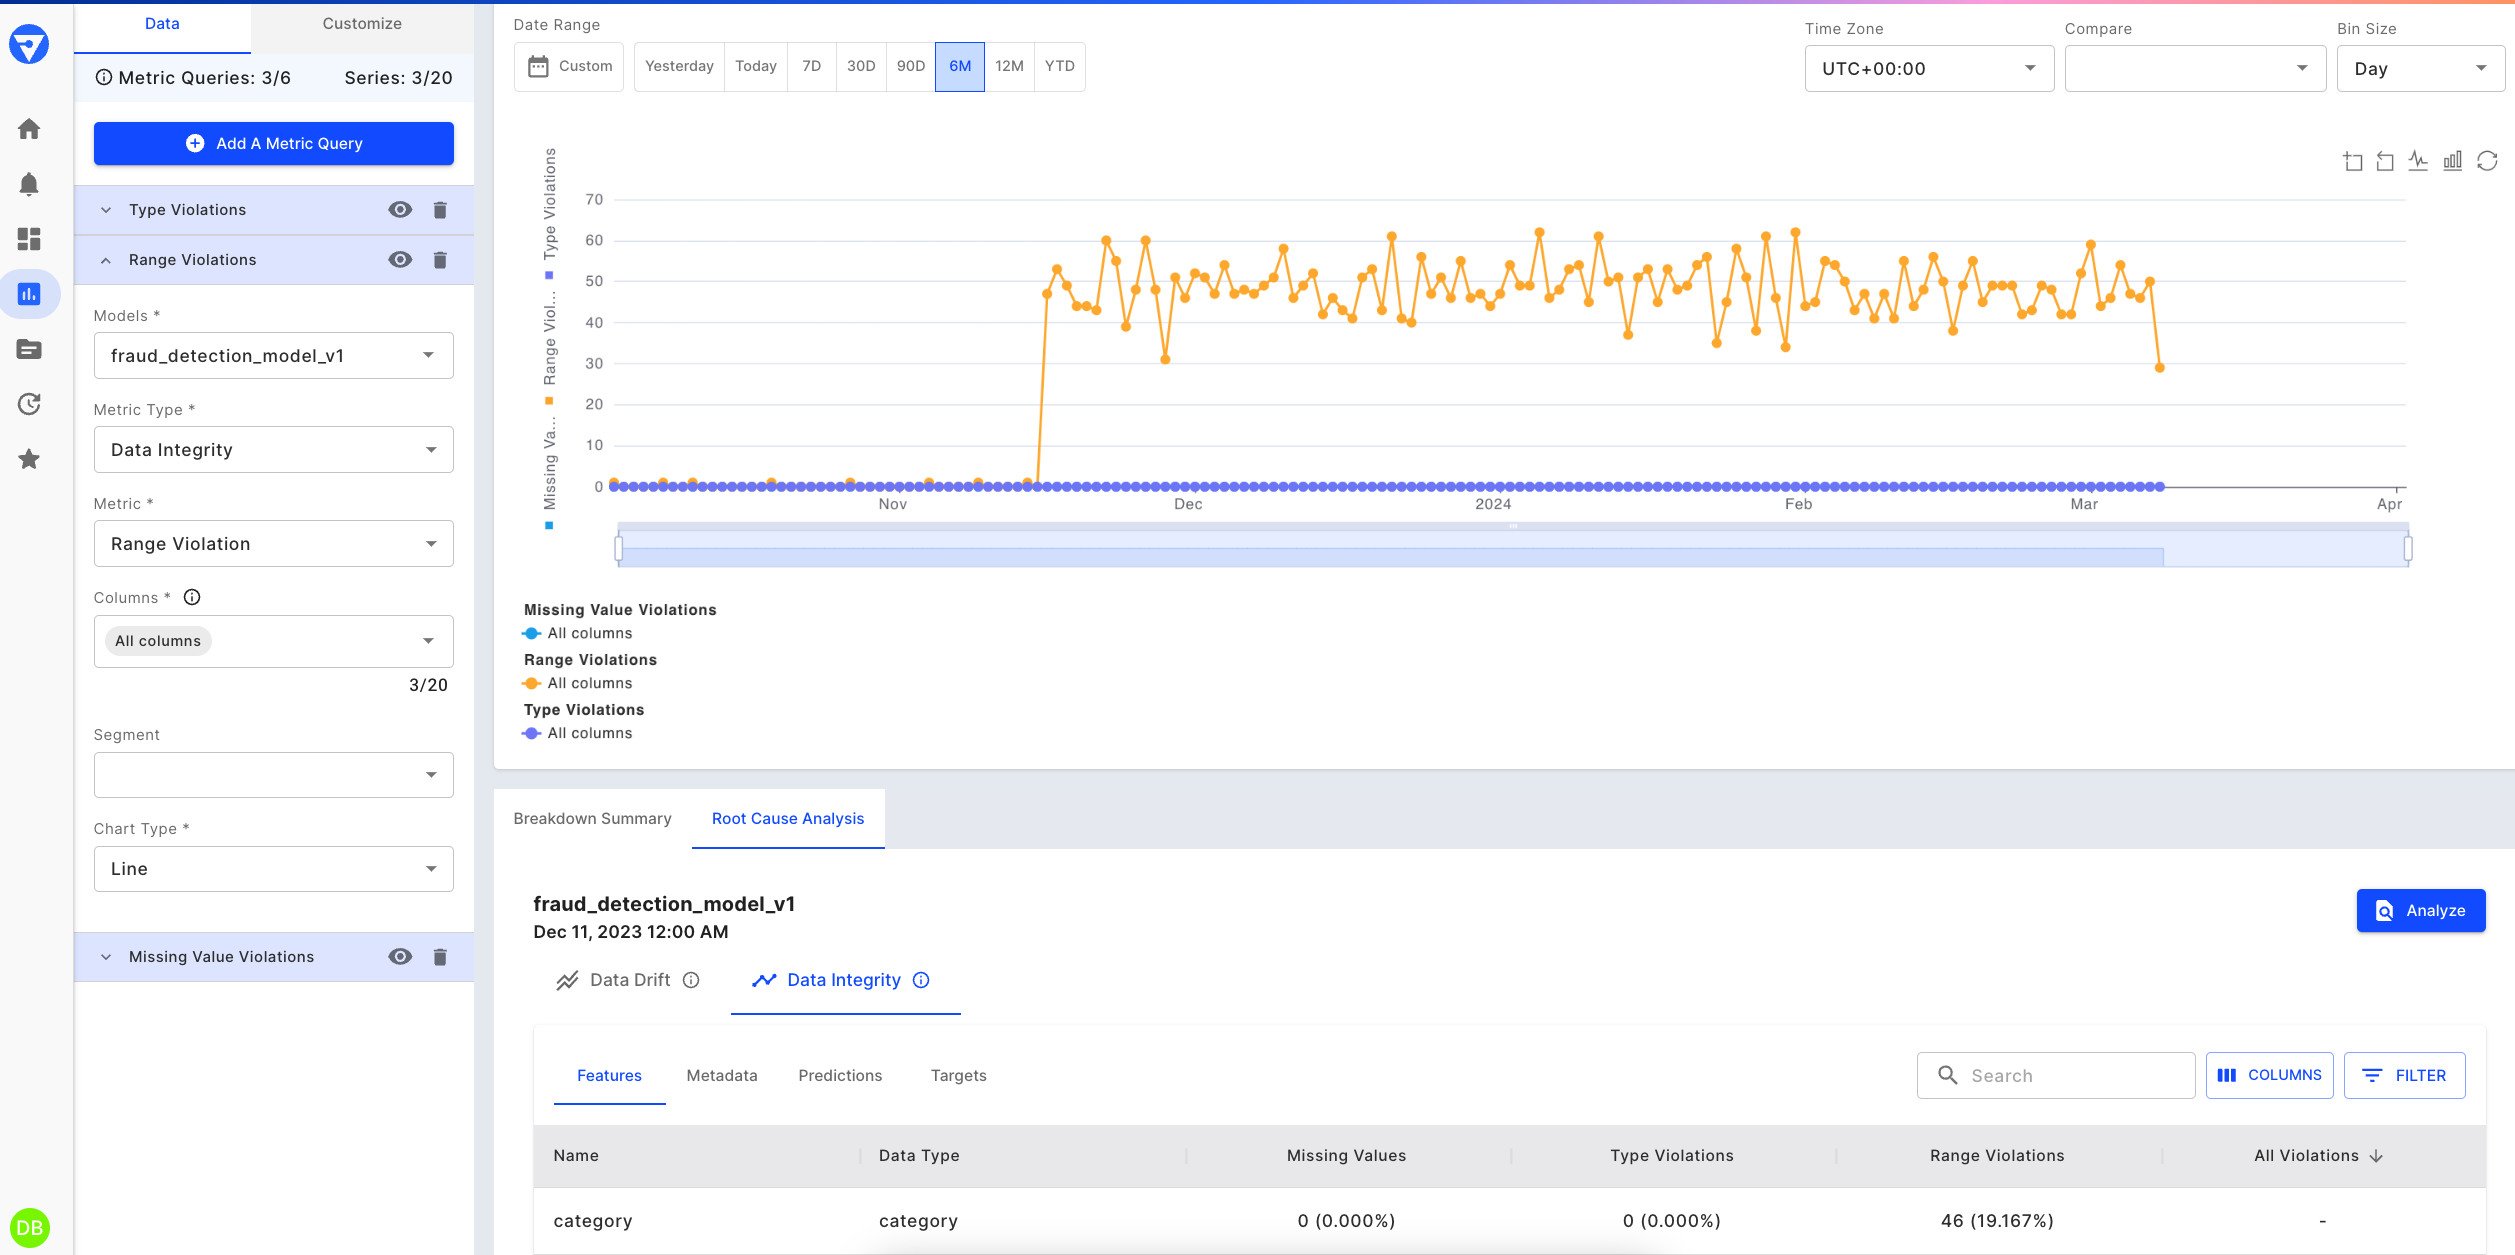 Data
Customize
Metric Queries: 3/6
Series: 3/20
Add A Metric Query
Type Violations
Range Violations
Models *
fraud_detection_model_v1
Metric Type *
Data Integrity
Metric *
Range Violation
Columns *
All columns
3/20
Segment
Chart Type *
Line
Missing Value Violations
DB
Date Range
Custom
Yesterday
Today
7D
30D
90D
6M
12M
YTD
Time Zone
UTC+00:00
Compare
Bin Size
Day
Type Violations
Range Viol...
Missing Va...
70
60
50
40
30
20
10
0
Nov
Dec
2024
Feb
Mar
Apr
Missing Value Violations
All columns
Range Violations
All columns
Type Violations
All columns
Breakdown Summary
Root Cause Analysis
fraud_detection_model_v1
Dec 11, 2023 12:00 AM
Analyze
Data Drift
Data Integrity
Features
Metadata
Predictions
Targets
Search
COLUMNS
FILTER
Name
Data Type
Missing Values
Type Violations
Range Violations
All Violations
category
category
0 (0.000%)
0 (0.000%)
46 (19.167%)
-